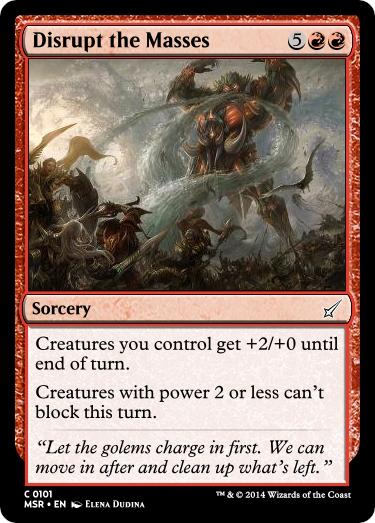 Disrupt the Masses 5
Sorcery
Creatures you control get +2/+0 until
end of turn.
Creatures with power 2 or less can't
block this turn.
“Let the golems charge in first. We can
move in after and clean up what's left.”
C 0101
MSR • EN Elena Dudina
™ & © 2014 Wizards of the Coast